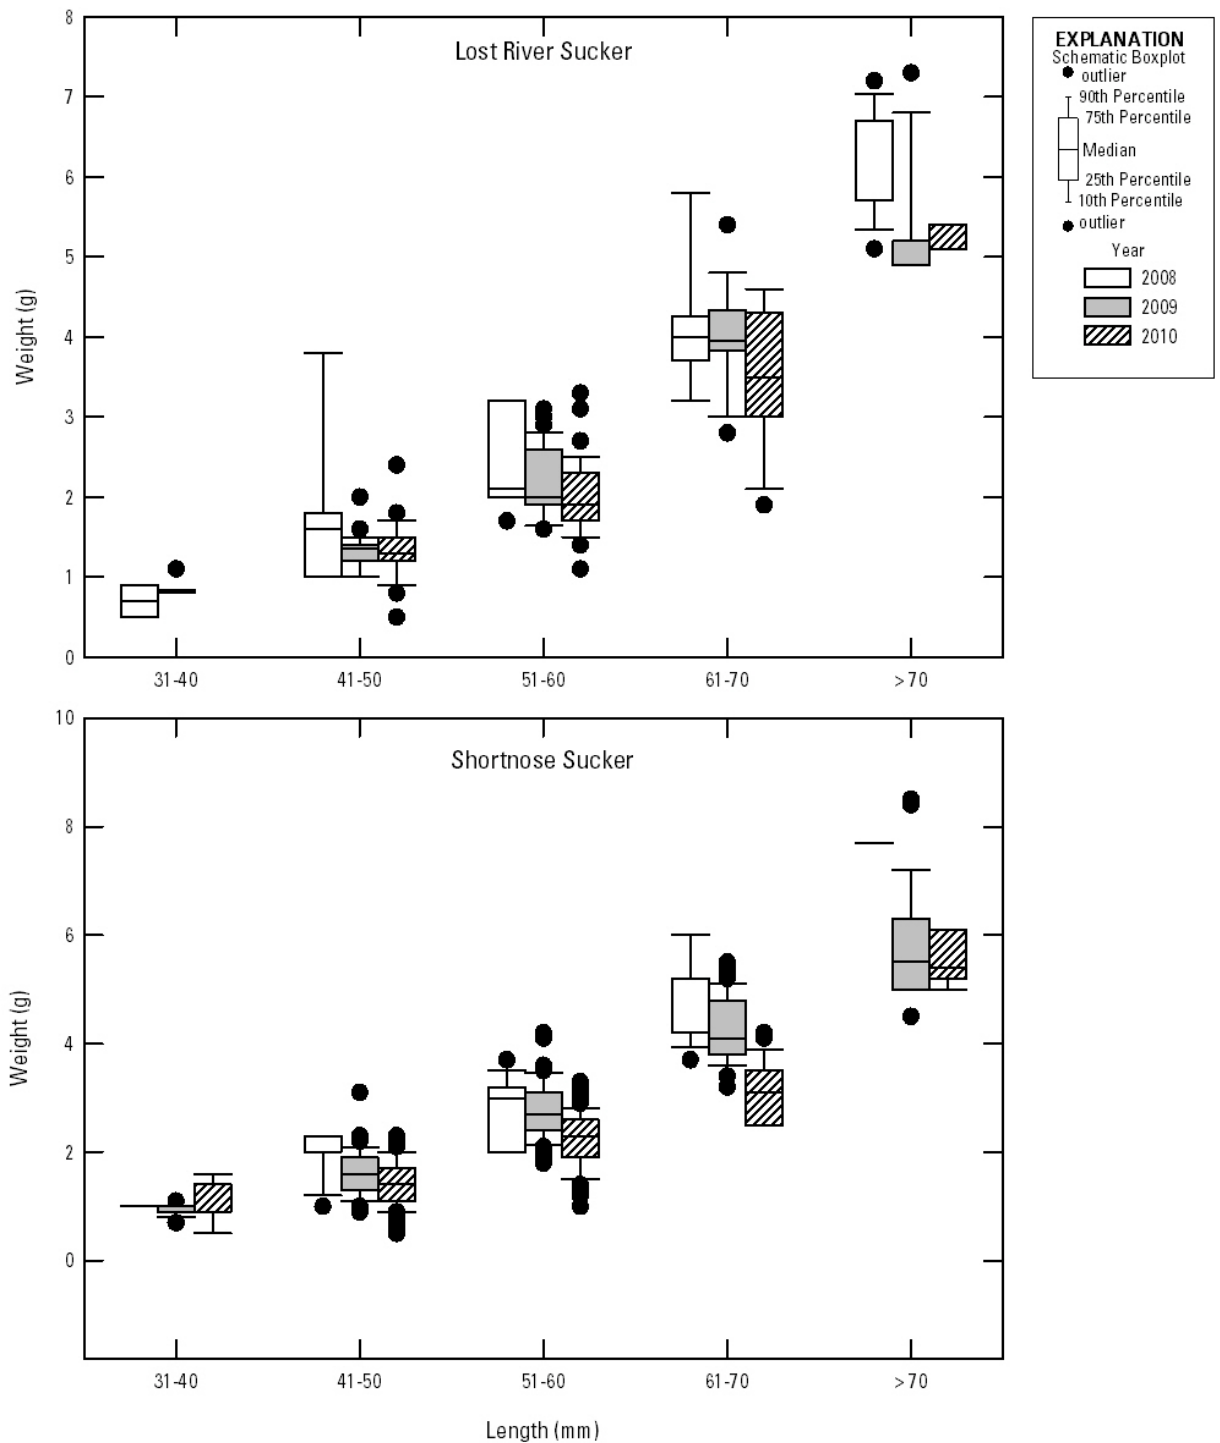 Lost River Sucker
Weight (g)
8
7
6
5
4
3
2
1
0
31-40 41-50 51-60 61-70 >70
EXPLANATION
Schematic Boxplot
outlier
90th Percentile
75th Percentile
Median
25th Percentile
10th Percentile
outlier
Year
2008
2009
2010
Shortnose Sucker
Weight (g)
10
8
6
4
2
0
31-40 41-50 51-60 61-70 >70
Length (mm)